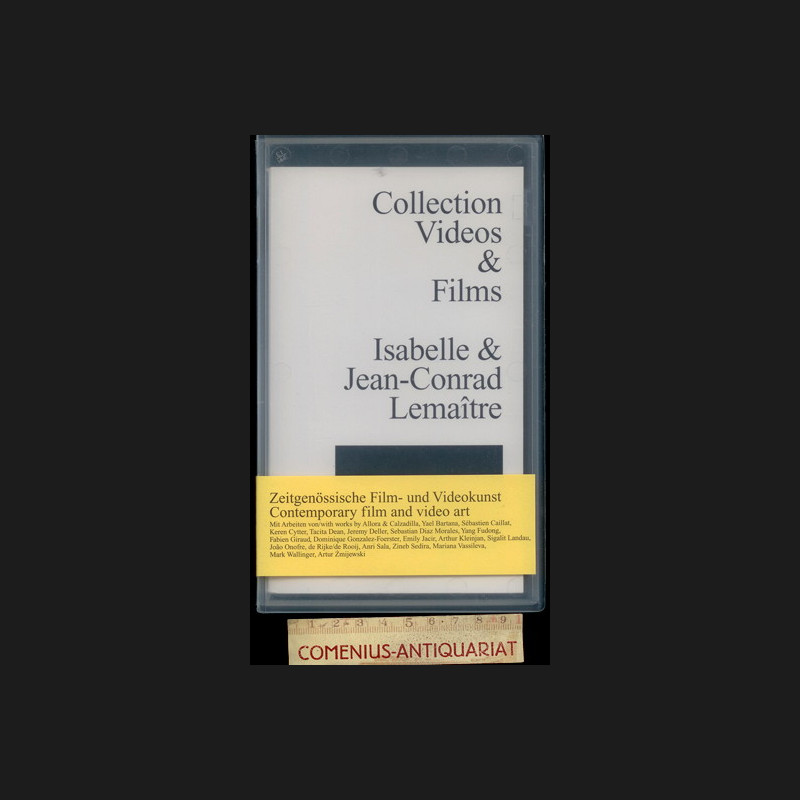 Collection
Videos
&
Films
Isabelle &
Jean-Conrad
Lemaître
Zeitgenössische Film- und Videokunst
Contemporary film and video art
Mit Arbeiten von/with works by Allora & Calzadilla, Yael Bartana, Sébastien Caillat,
Keren Cytter, Tacita Dean, Jeremy Deller, Sebastian Diaz Morales, Yang Fudong,
Fabien Giraud, Dominique Gonzalez-Foerster, Emily Jacir, Arthur Kleinjan, Sigalit Landau,
João Onofre, de Rijke/de Rooij, Anri Sala, Zineb Sedira, Mariana Vassileva,
Mark Wallinger, Artur Żmijewski
1 2 3 4 5 6 7 8 9
COMENIUS-ANTIQUARIAT